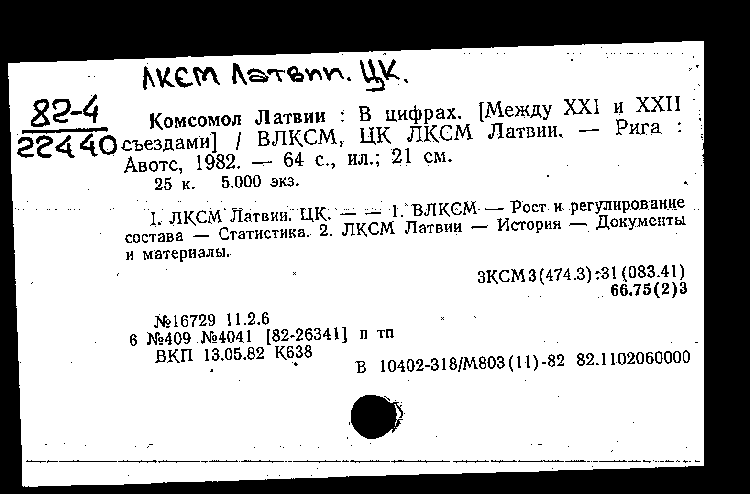 ЛКСМ Латвии. ЦК.
82-4
22440
Комсомол Латвии : В цифрах. [Между XXI и XXII
съездами] / ВЛКСМ, ЦК ЛКСМ Латвии. — Рига :
Авотс, 1982. — 64 с., ил.; 21 см.
25 к. 5.000 экз.
1. ЛКСМ Латвии. ЦК. — — 1. ВЛКСМ — Рост и регулирование
состава — Статистика. 2. ЛКСМ Латвии — История — Документы
и материалы.
3КСМ3(474.3):31(083.41)
66.75(2)3
№16729 11.2.6
6 №409 №4041 [82-26341] п тп
ВКП 13.05.82 К638
В 10402-318/М803(11)-82 82.1102060000